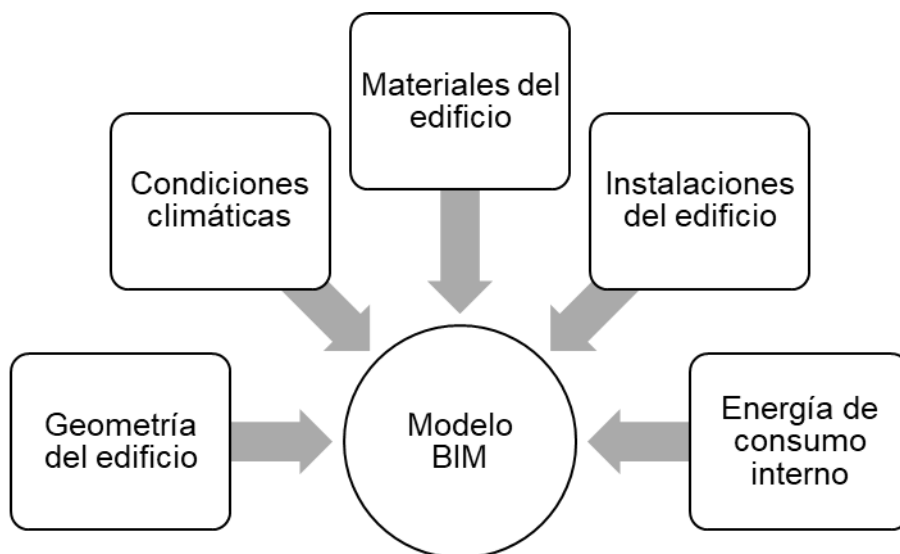 Materiales del
edificio
Condiciones
climáticas
Instalaciones
del edificio
Geometría
del edificio
Modelo
BIM
Energía de
consumo
interno